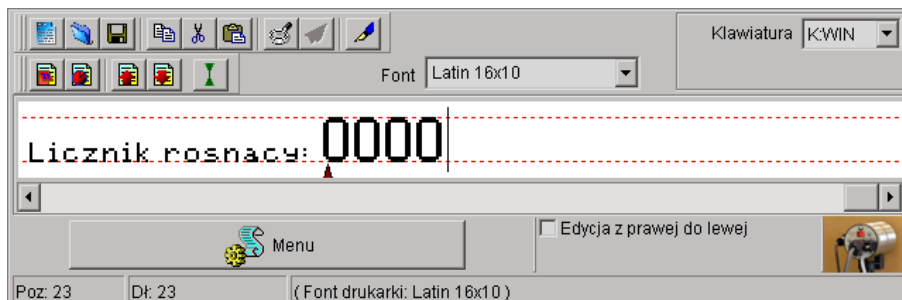 Klawiatura K:WIN
Font Latin 16x10
Licznik rosnacy: 0000
Menu
Edycja z prawej do lewej
Poz: 23 Dł: 23 ( Font drukarki: Latin 16x10 )